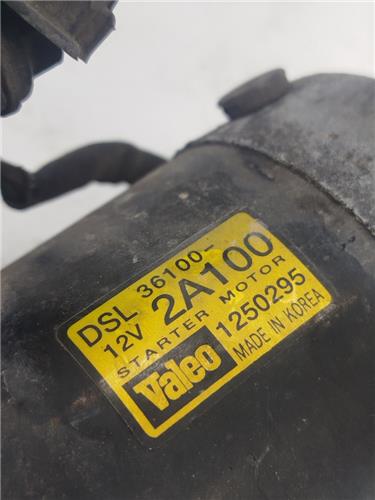 DSL 36100-
12V 2A100
STARTER MOTOR
Valeo 1250295
MADE IN KOREA